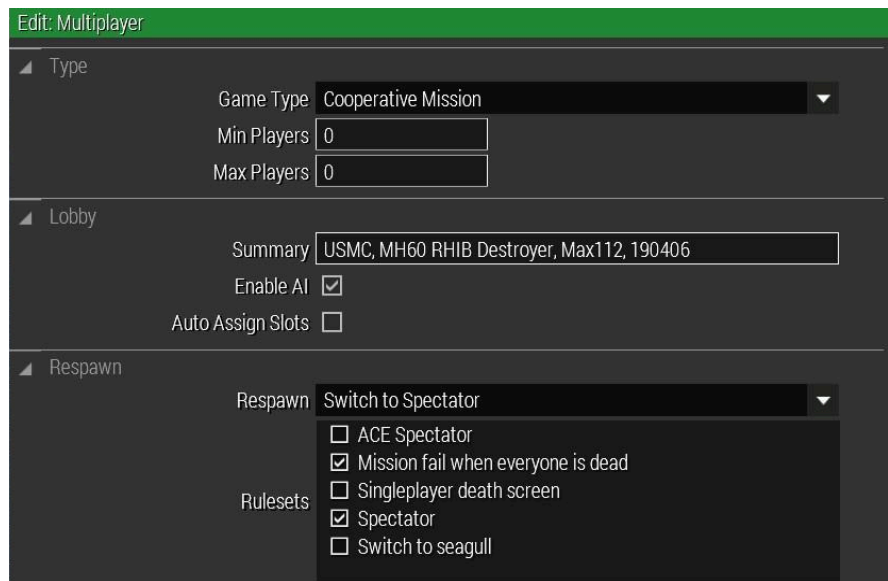 Edit: Multiplayer
Type
Game Type Cooperative Mission
Min Players 0
Max Players 0
Lobby
Summary USMC, MH60 RHIB Destroyer, Max112, 190406
Enable AI
Auto Assign Slots
Respawn
Respawn Switch to Spectator
ACE Spectator
Mission fail when everyone is dead
Rulesets Singleplayer death screen
Spectator
Switch to seagull